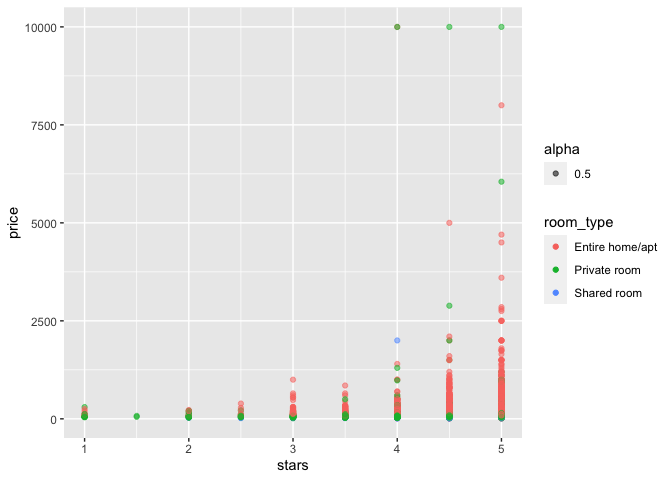 10000
7500
5000
2500
0
price
1
2
3
4
5
stars
alpha
0.5
room_type
Entire home/apt
Private room
Shared room